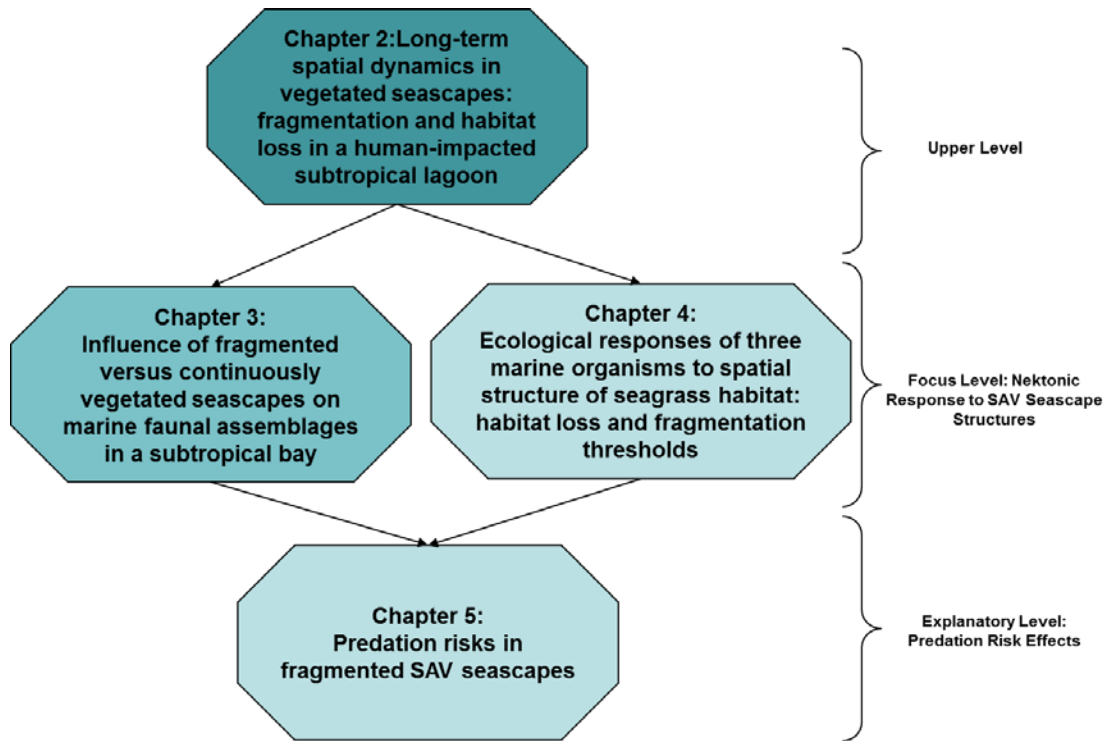 Chapter 2:Long-term
spatial dynamics in
vegetated seascapes:
fragmentation and habitat
loss in a human-impacted
subtropical lagoon
Upper Level
Chapter 3:
Influence of fragmented
versus continuously
vegetated seascapes on
marine faunal assemblages
in a subtropical bay
Chapter 4:
Ecological responses of three
marine organisms to spatial
structure of seagrass habitat:
habitat loss and fragmentation
thresholds
Focus Level: Nektonic
Response to SAV Seascape
Structures
Chapter 5:
Predation risks in
fragmented SAV seascapes
Explanatory Level:
Predation Risk Effects